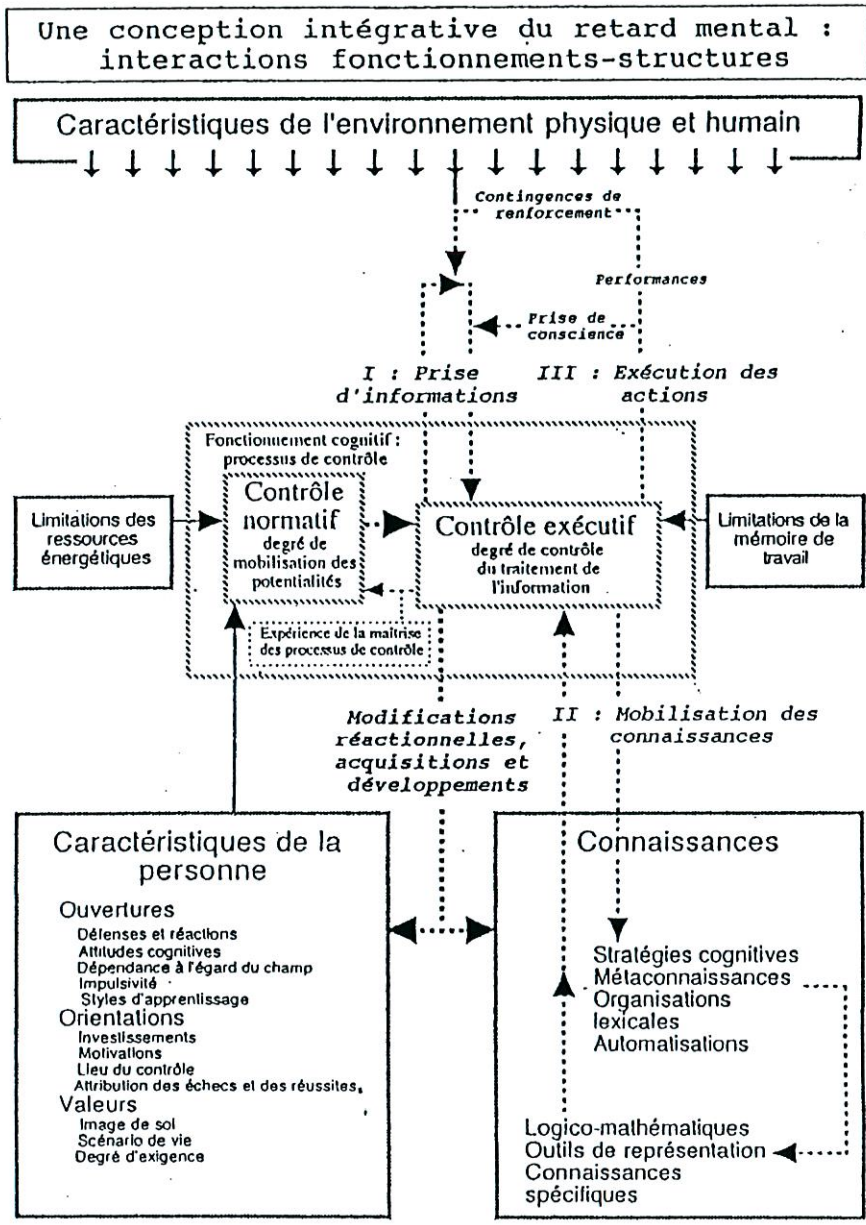 Une conception intégrative du retard mental :
interactions fonctionnements-structures
Caractéristiques de l'environnement physique et humain
Contingences de
renforcement
Performances
Prise de
conscience
I : Prise
d'informations
III : Exécution des
actions
Fonctionnement cognitif :
processus de contrôle
Limitations des
ressources
énergétiques
Contrôle
normatif
degré de
mobilisation des
potentialités
Contrôle exécutif
degré de contrôle
du traitement de
l'information
Limitations de la
mémoire de
travail
Expérience de la maîtrise
des processus de contrôle
Modifications
réactionnelles,
acquisitions et
développements
II : Mobilisation des
connaissances
Caractéristiques de la
personne
Ouvertures
Défenses et réactions
Attitudes cognitives
Dépendance à l'égard du champ
Impulsivité
Styles d'apprentissage
Orientations
Investissements
Motivations
Lieu du contrôle
Attribution des échecs et des réussites
Valeurs
Image de soi
Scénario de vie
Degré d'exigence
Connaissances
Stratégies cognitives
Métaconnaissances
Organisations
lexicales
Automatisations
Logico-mathématiques
Outils de représentation
Connaissances
spécifiques